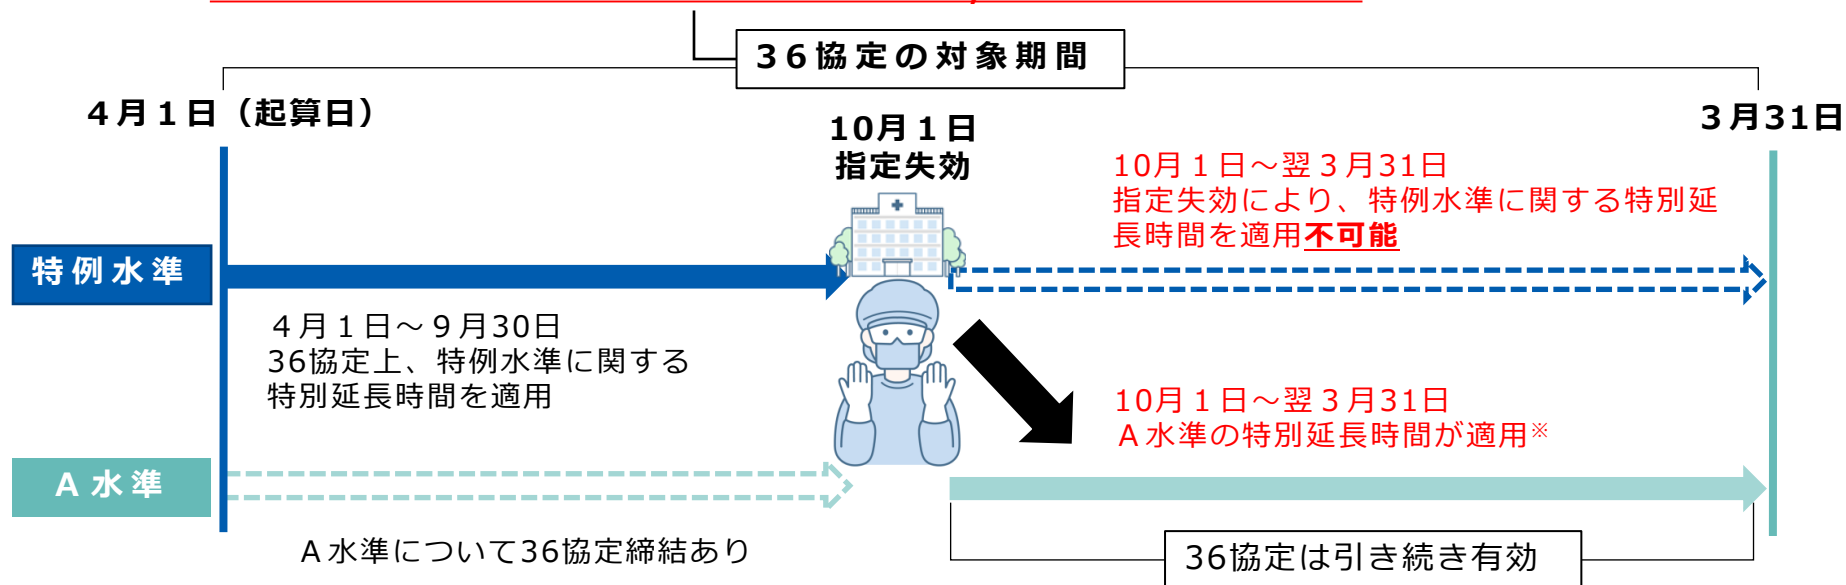 36協定の対象期間
４月１日（起算日）
３月31日
10月１日
指定失効
10月１日～翌３月31日
指定失効により、特例水準に関する特別延
長時間を適用不可能
特例水準
４月１日～９月30日
36協定上、特例水準に関する
特別延長時間を適用
10月１日～翌３月31日
Ａ水準の特別延長時間が適用※
Ａ水準
Ａ水準について36協定締結あり
36協定は引き続き有効